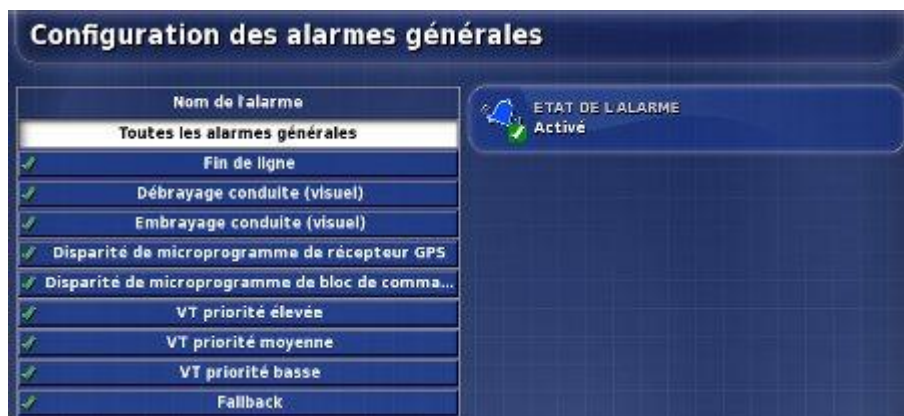 Configuration des alarmes générales
Nom de l'alarme
Toutes les alarmes générales
Fin de ligne
Débrayage conduite (visuel)
Embrayage conduite (visuel)
Disparité de microprogramme de récepteur GPS
Disparité de microprogramme de bloc de comma...
VT priorité élevée
VT priorité moyenne
VT priorité basse
Fallback
ETAT DE L'ALARME
Activé